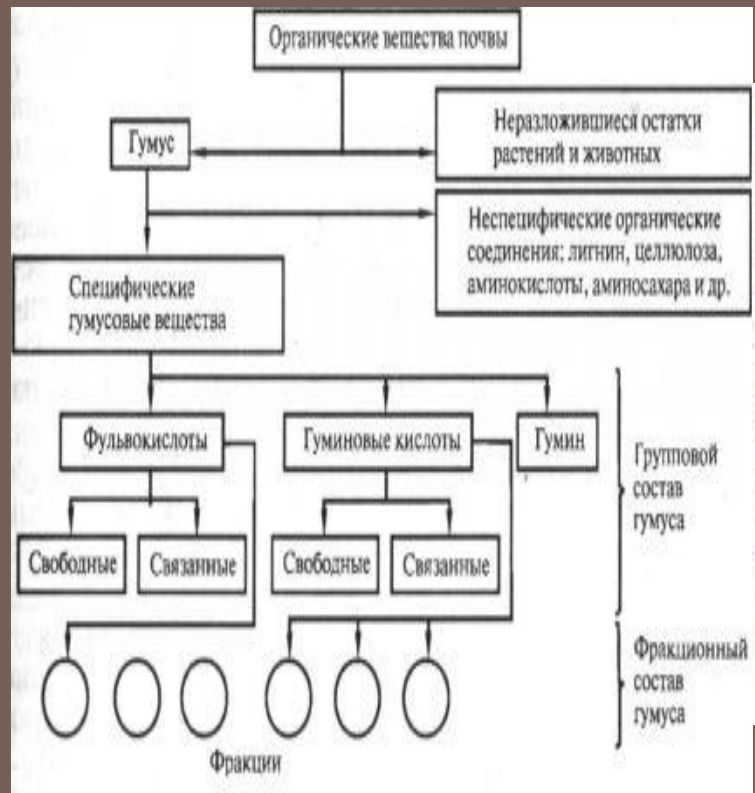 Органические вещества почвы
Гумус
Неразложившиеся остатки
растений и животных
Неспецифические органические
соединения: лигнин, целлюлоза,
аминокислоты, аминосахара и др.
Специфические
гумусовые вещества
Фульвокислоты
Гуминовые кислоты
Гумин
Групповой
состав
гумуса
Свободные
Связанные
Свободные
Связанные
Фракционный
состав
гумуса
Фракции